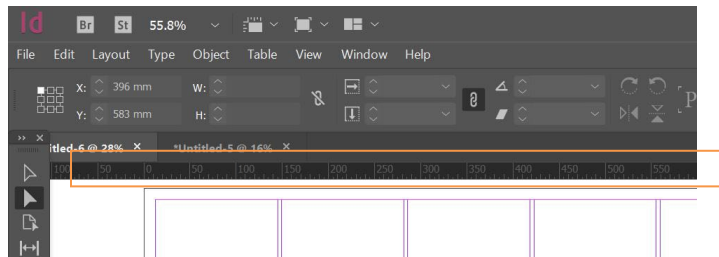 Id Br St 55.8%
File Edit Layout Type Object Table View Window Help
X: 396 mm W:
Y: 583 mm H:
P
titled-6 @ 28% × *Untitled-5 @ 16% ×
100 50 0 50 100 150 200 250 300 350 400 450 500 550